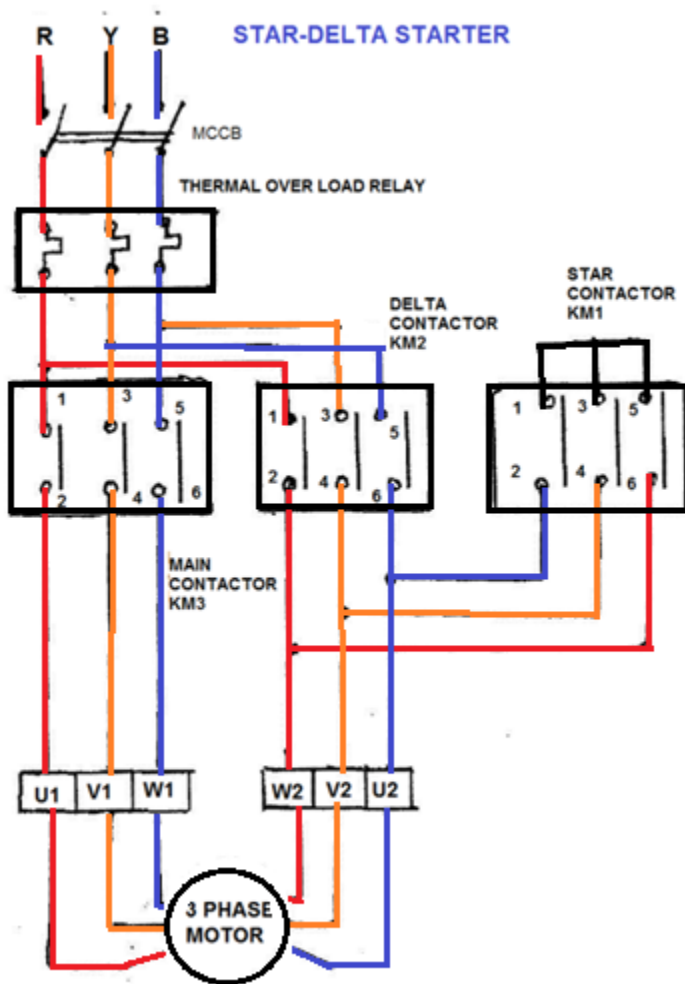 R Y B STAR-DELTA STARTER
MCCB
THERMAL OVER LOAD RELAY
DELTA
CONTACTOR
KM2
STAR
CONTACTOR
KM1
1 3 5
2 4 6
1 3 5
2 4 6
1 3 5
2 4 6
MAIN
CONTACTOR
KM3
U1 V1 W1
W2 V2 U2
3 PHASE
MOTOR